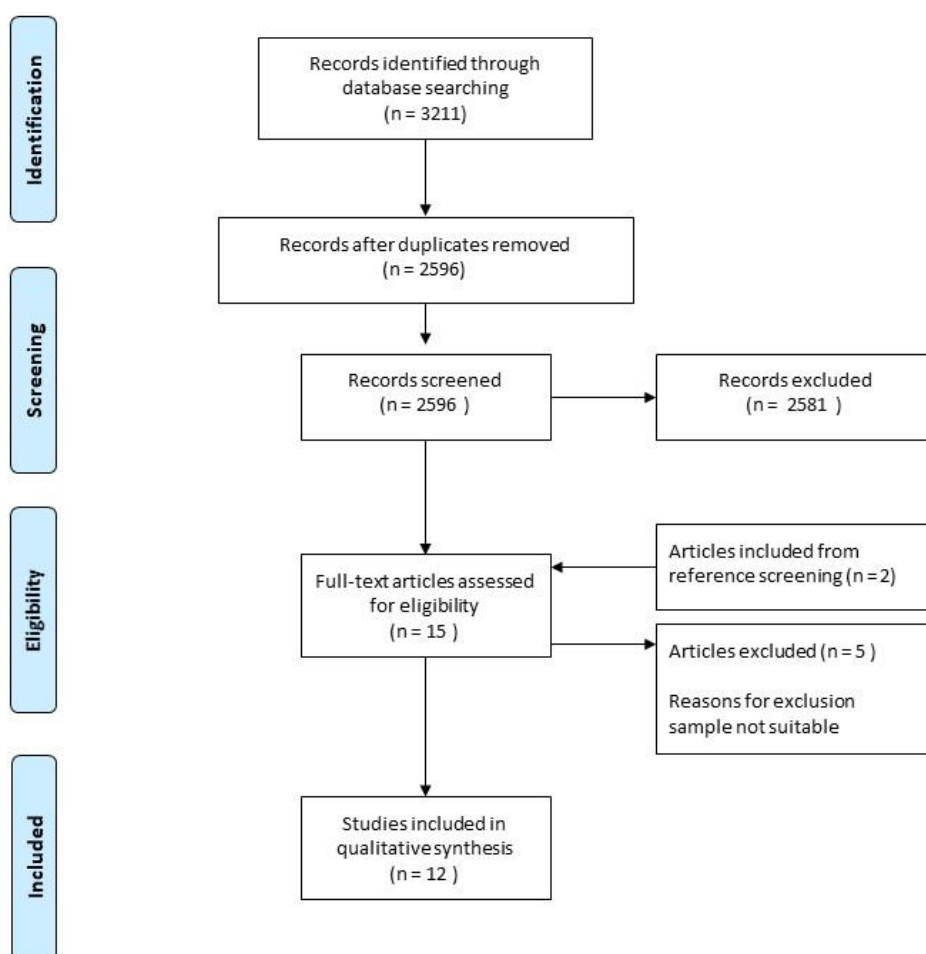 Identification
Records identified through
database searching
(n = 3211)
Records after duplicates removed
(n = 2596)
Screening
Records screened
(n = 2596 )
Records excluded
(n = 2581 )
Eligibility
Full-text articles assessed
for eligibility
(n = 15 )
Articles included from
reference screening (n = 2)
Articles excluded (n = 5 )
Reasons for exclusion
sample not suitable
Included
Studies included in
qualitative synthesis
(n = 12 )